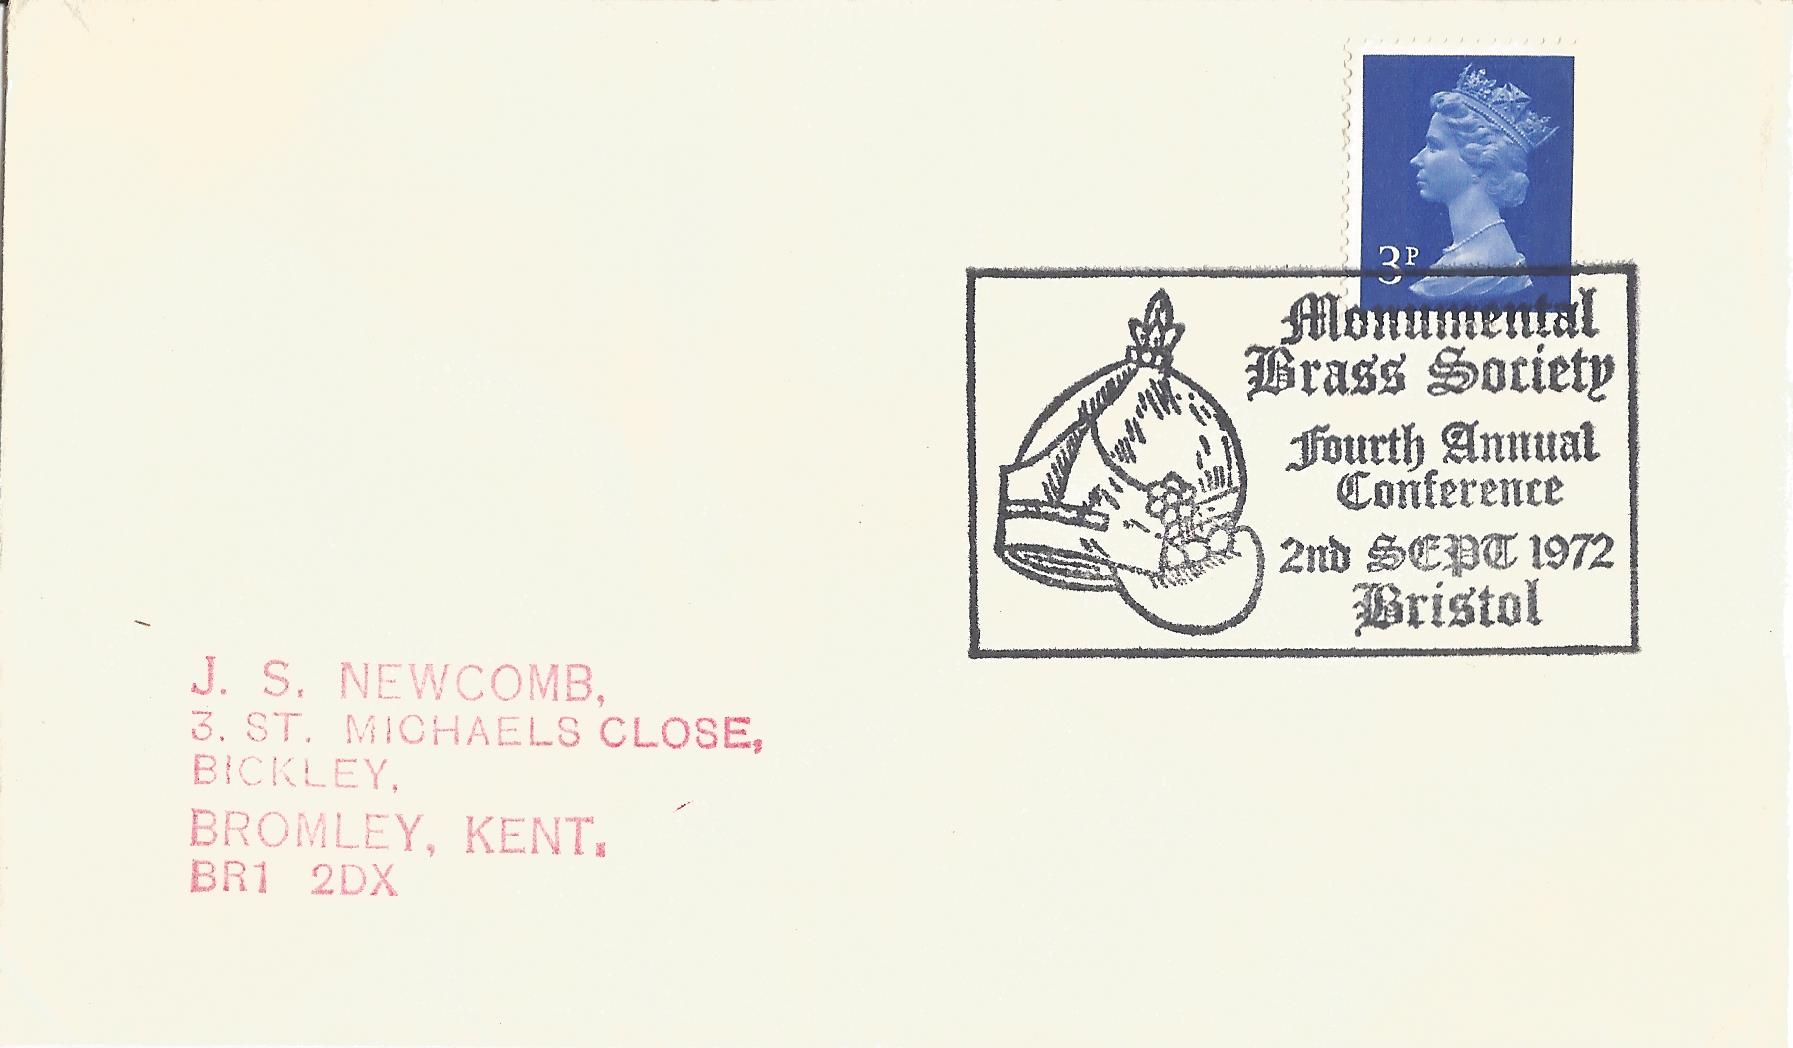 3P
Monumental
Brass Society
Fourth Annual
Conference
2nd SEPT 1972
Bristol
J. S. NEWCOMB,
3. ST. MICHAELS CLOSE,
BICKLEY,
BROMLEY, KENT.
BR1 2DX